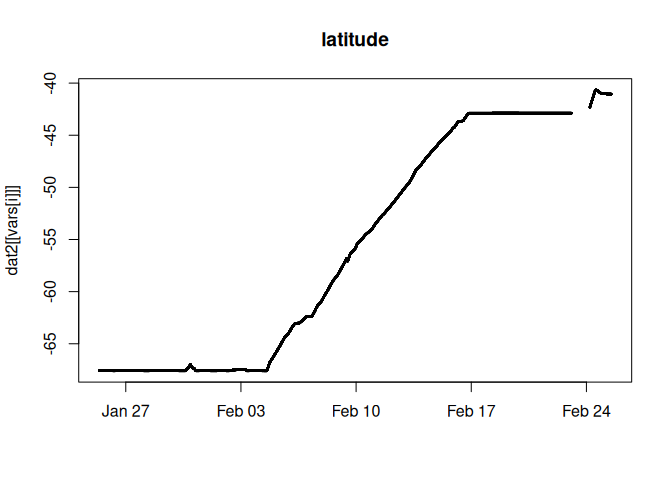 latitude
dat2[[vars[i]]]
-40
-45
-50
-55
-60
-65
Jan 27
Feb 03
Feb 10
Feb 17
Feb 24